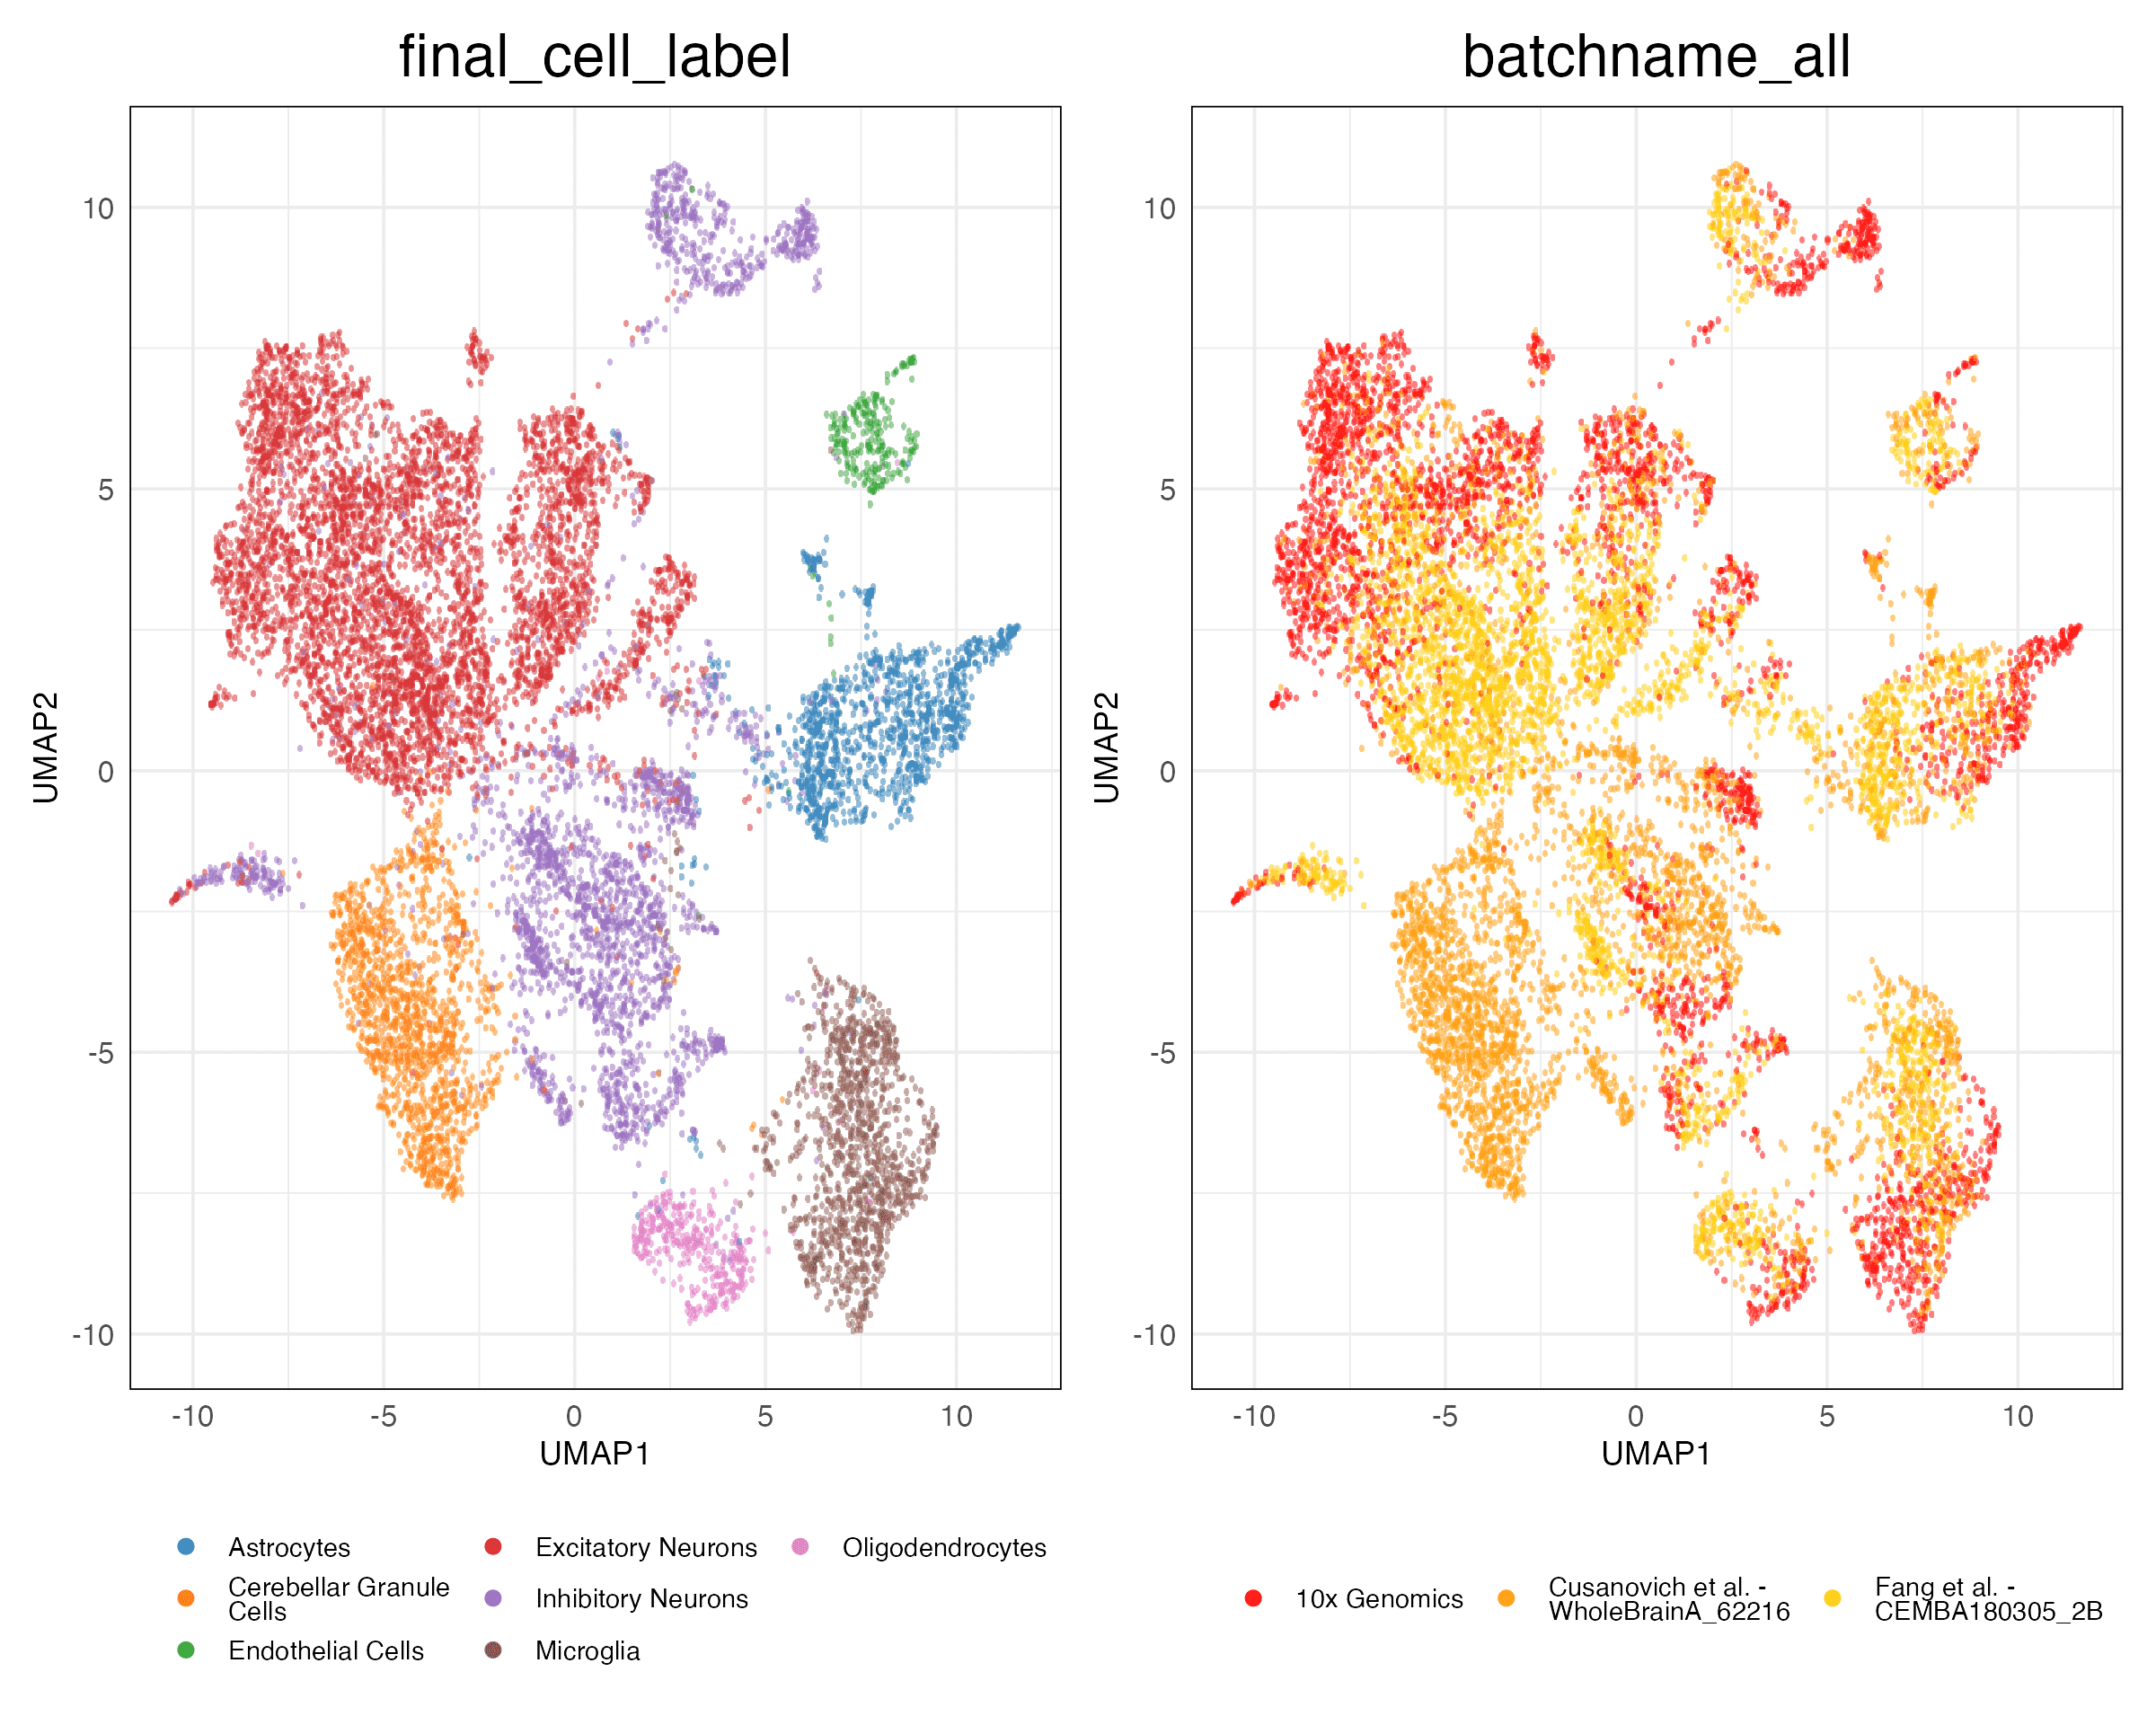 final_cell_label
batchname_all
UMAP2
10
5
0
-5
-10
-10
-5
0
5
10
UMAP1
UMAP2
10
5
0
-5
-10
-10
-5
0
5
10
UMAP1
Astrocytes
Cerebellar Granule
Cells
Endothelial Cells
Excitatory Neurons
Inhibitory Neurons
Microglia
Oligodendrocytes
10x Genomics
Cusanovich et al. -
WholeBrainA_62216
Fang et al. -
CEMBA180305_2B